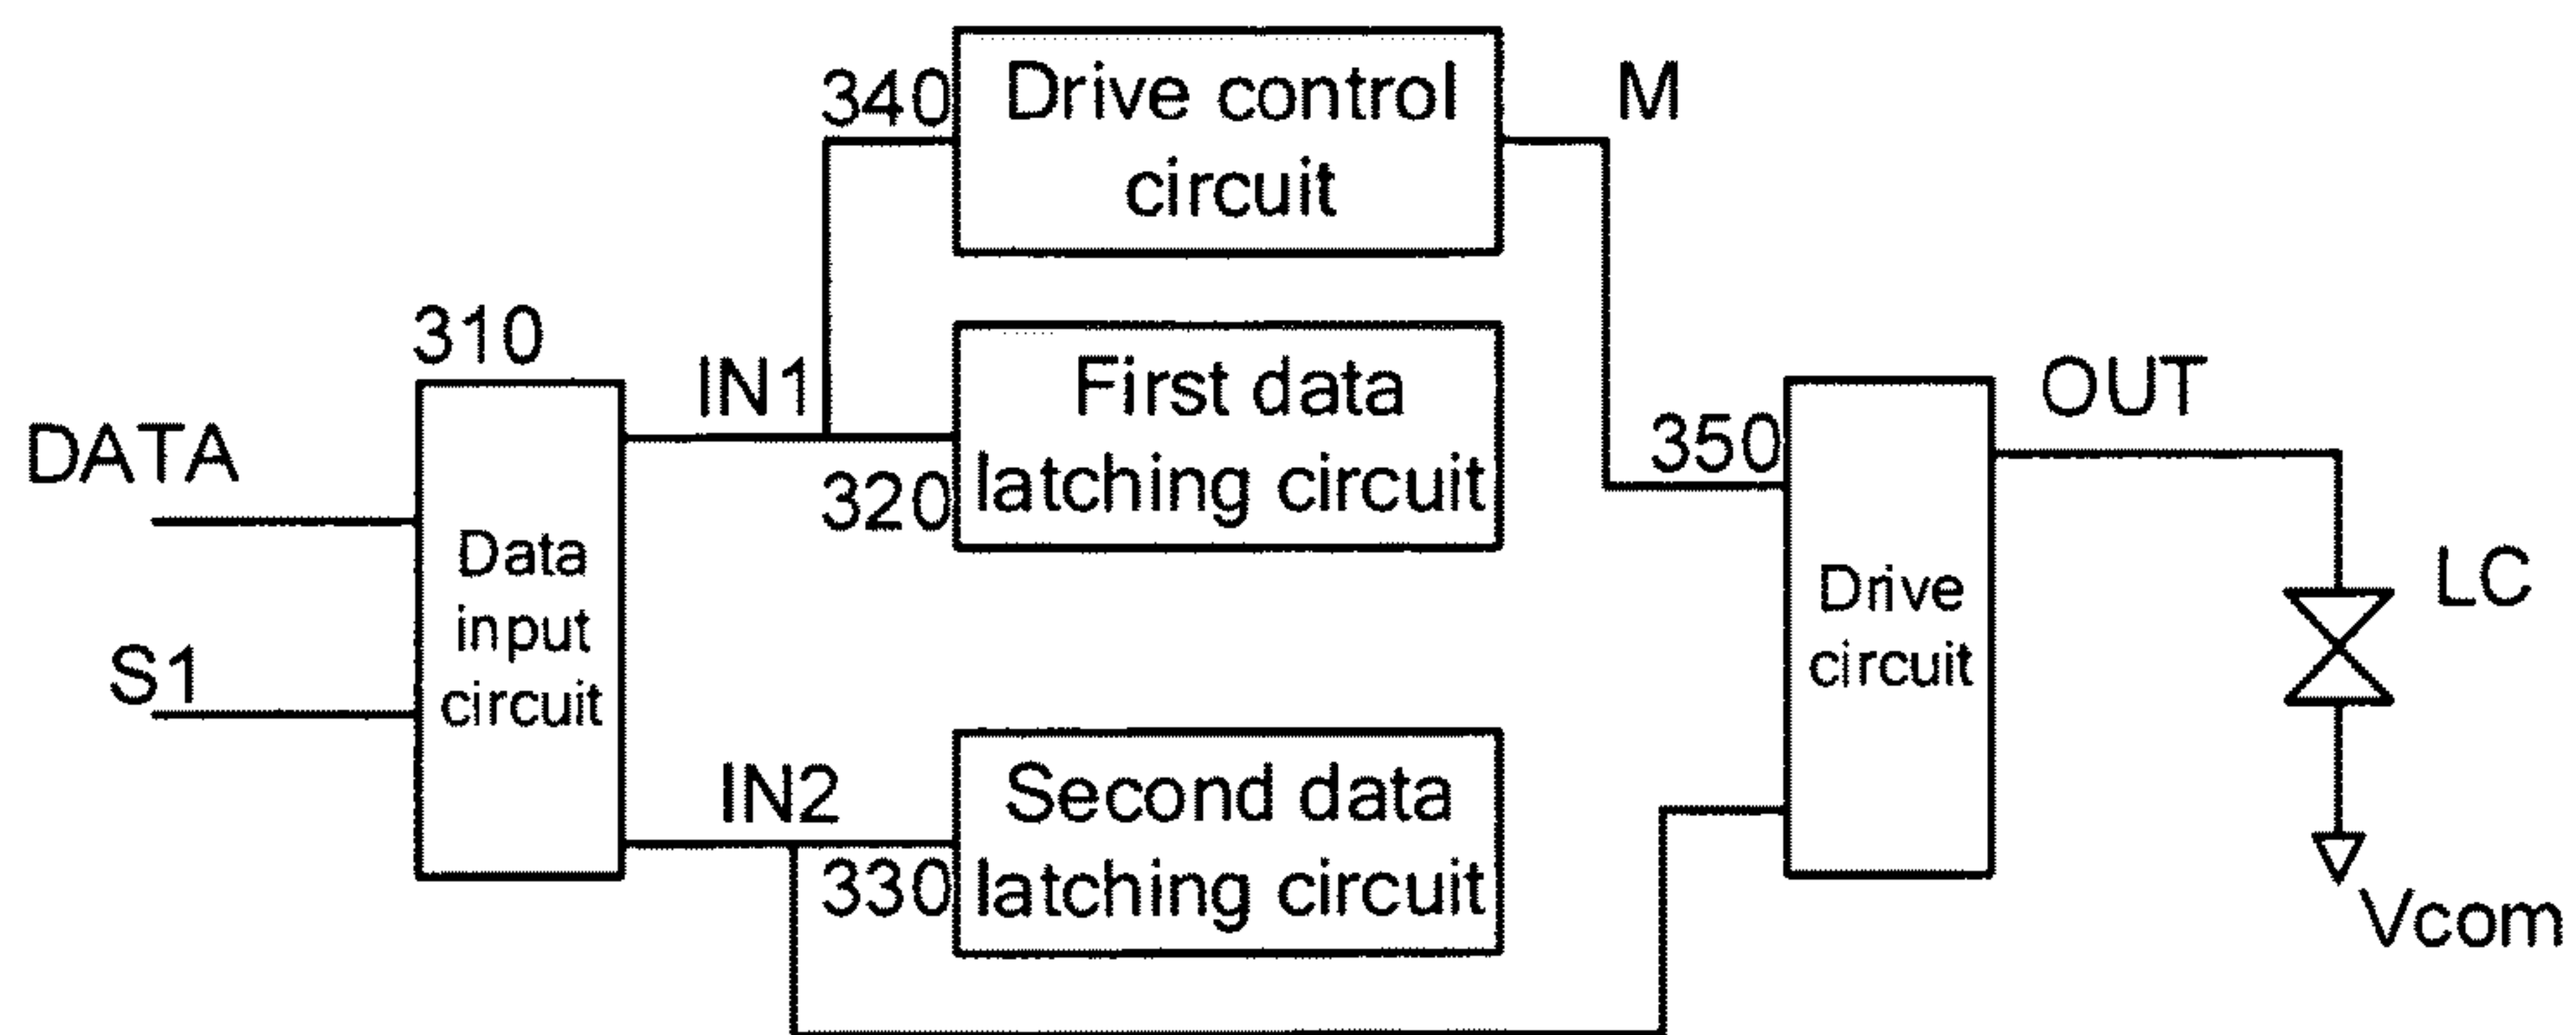 340
Drive control
circuit
M
310
DATA
S1
Data
input
circuit
IN1
320
First data
latching circuit
IN2
330
Second data
latching circuit
350
Drive
circuit
OUT
LC
Vcom